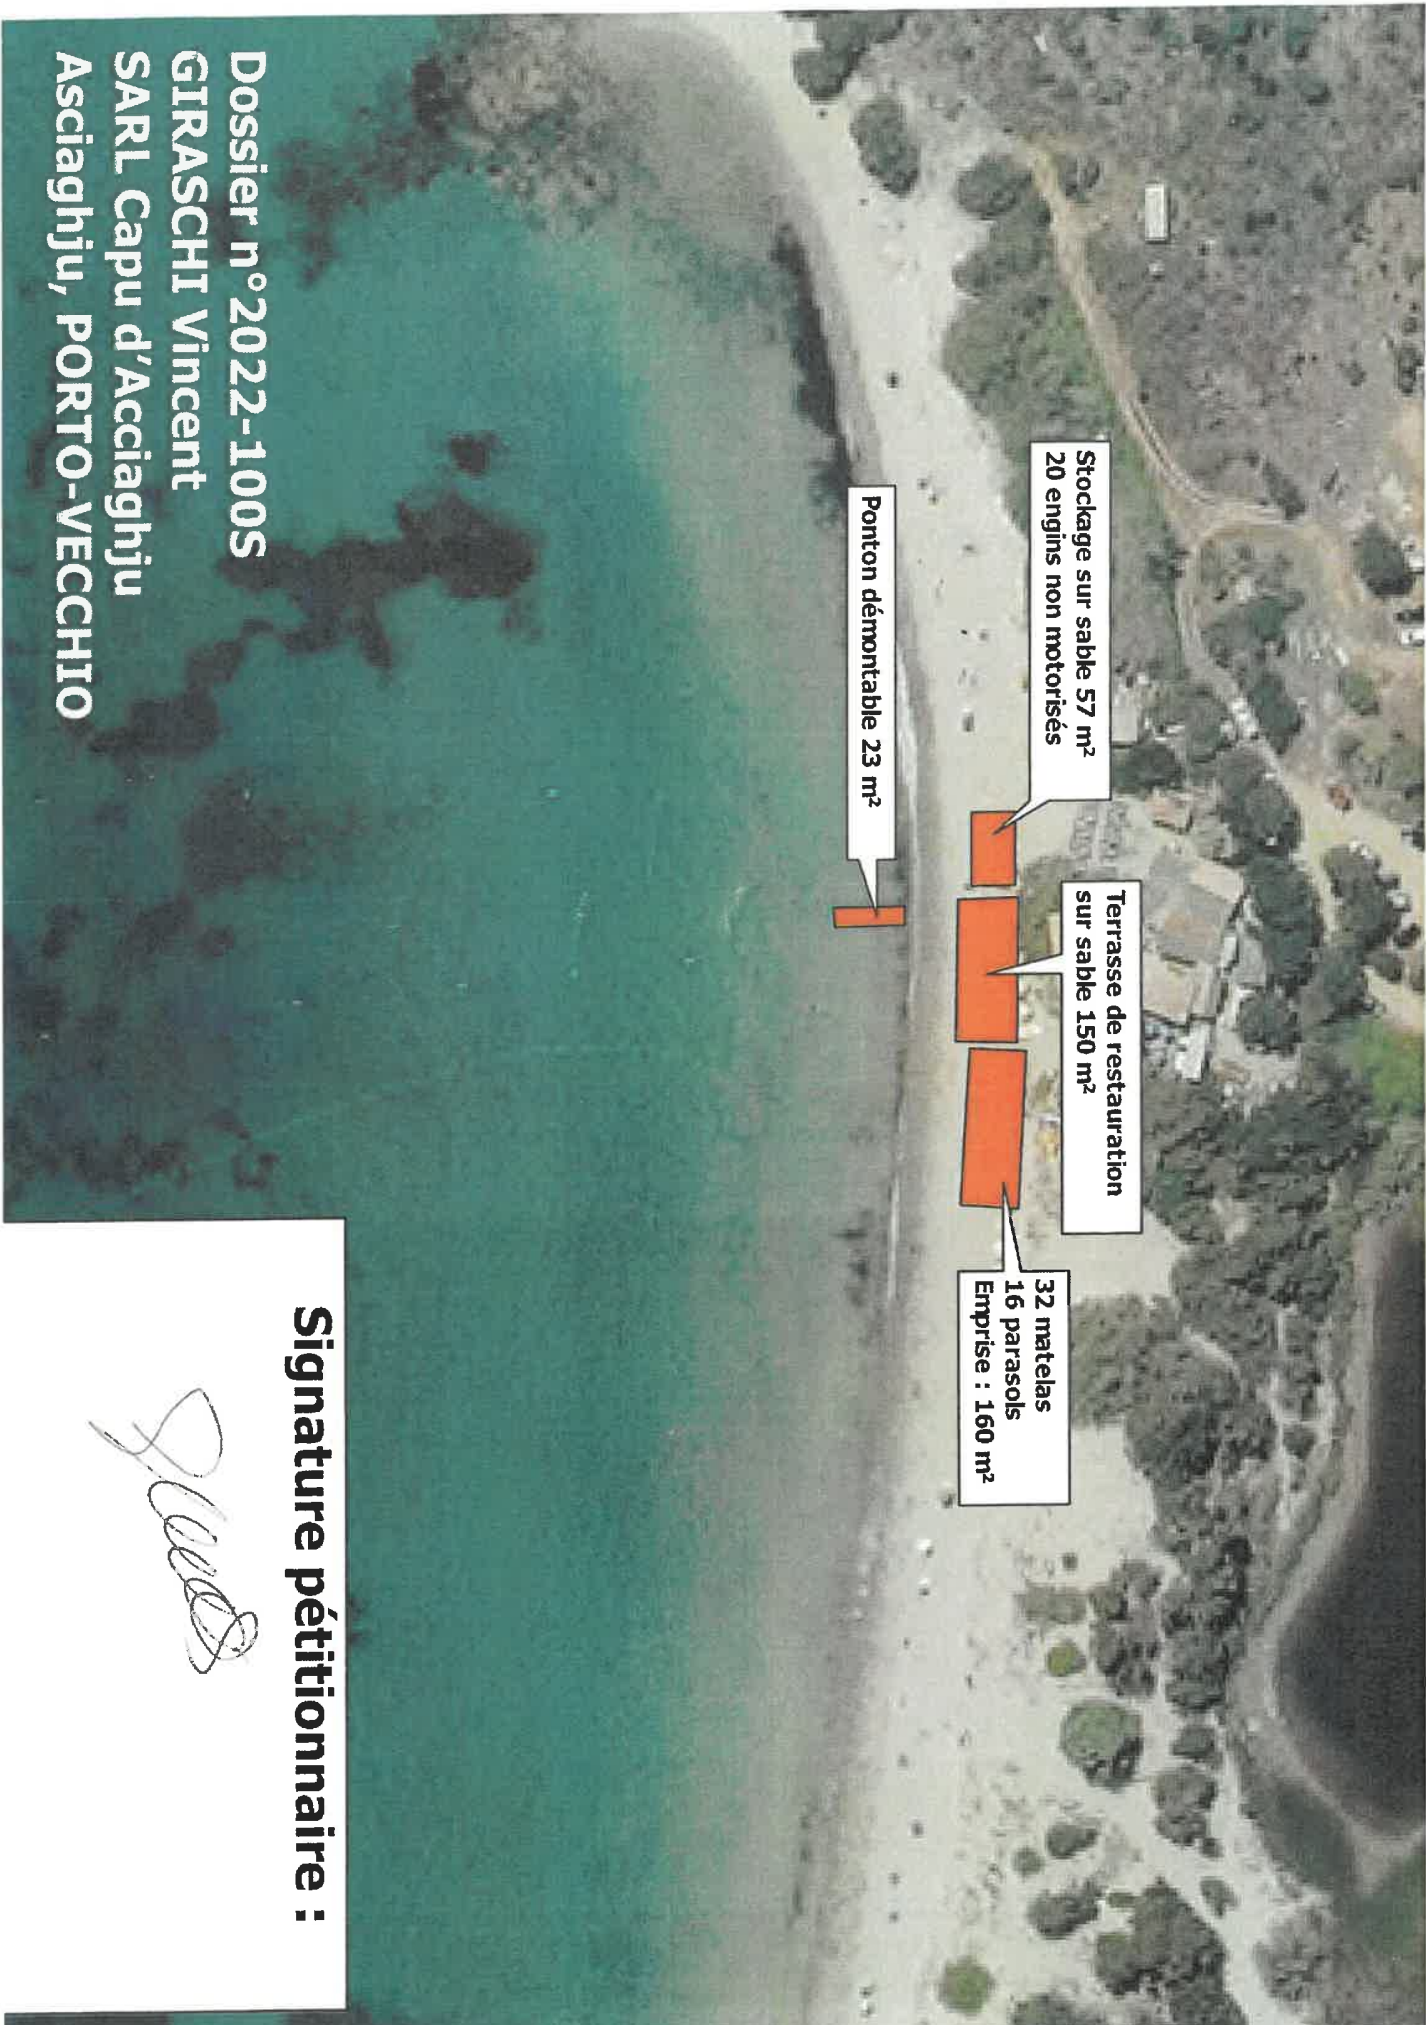 Stockage sur sable 57 m²
20 engins non motorisés
Terrasse de restauration
sur sable 150 m²
32 matelas
16 parasols
Emprise : 160 m²
Ponton démontable 23 m²
Dossier n°2022-100S
GIRASCHI Vincent
SARL Capu d'Acciaghju
Asciaghju, PORTO-VECCHIO
Signature pétitionnaire :